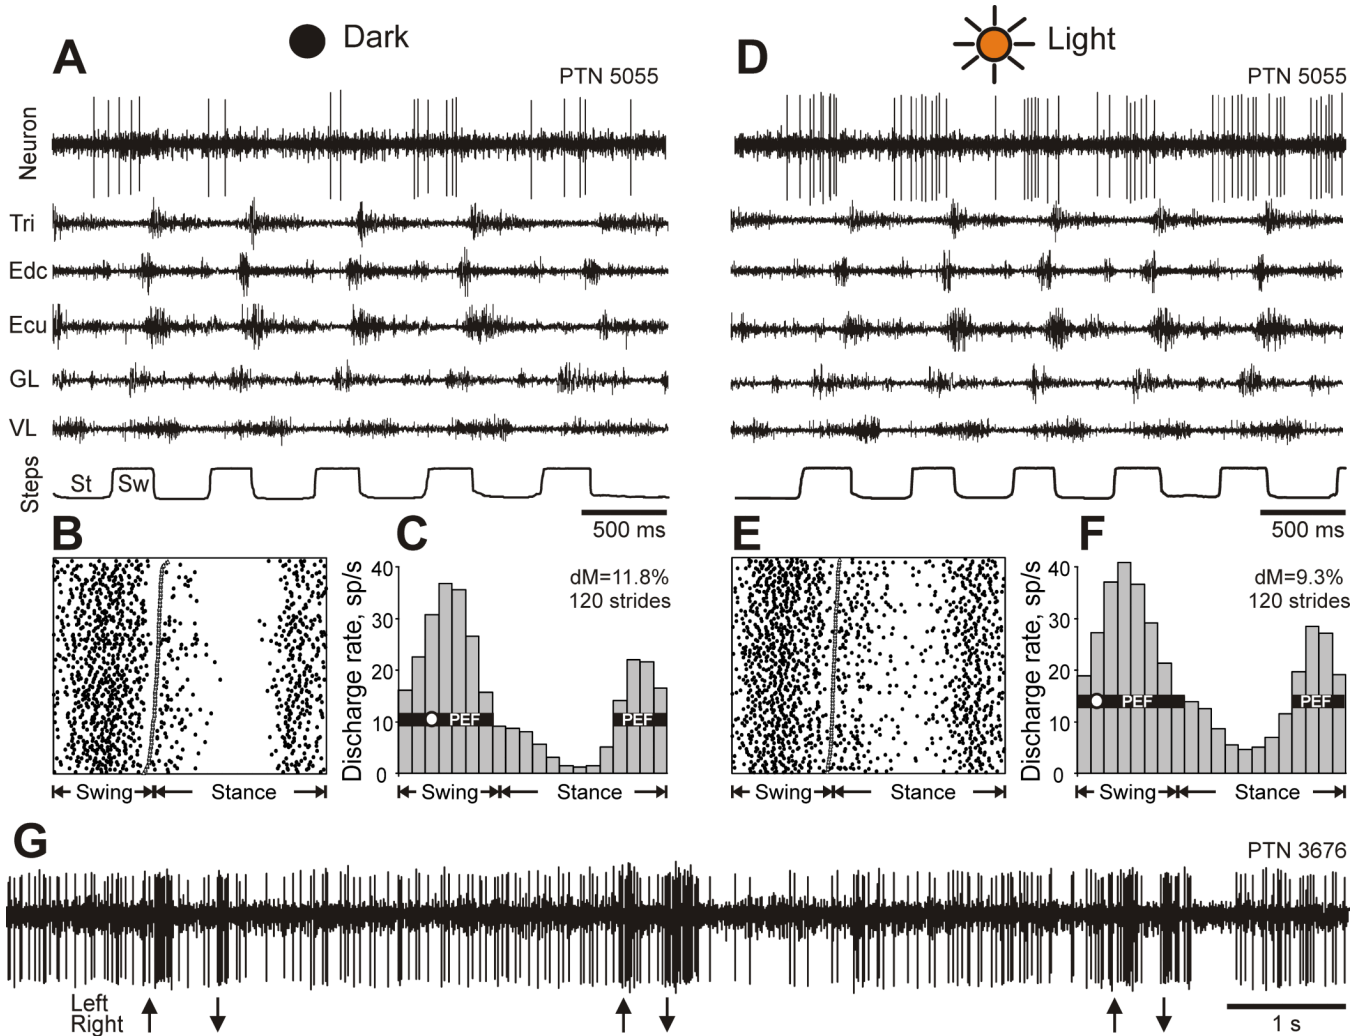 Dark
Light
A
D
PTN 5055
PTN 5055
Neuron
Tri
Edc
Ecu
GL
VL
Steps
St
Sw
500 ms
500 ms
B
C
E
F
Discharge rate, sp/s
40
30
20
10
0
dM=11.8%
120 strides
PEF
PEF
Discharge rate, sp/s
40
30
20
10
0
dM=9.3%
120 strides
PEF
PEF
Swing
Stance
Swing
Stance
Swing
Stance
Swing
Stance
G
PTN 3676
Left
Right
1 s